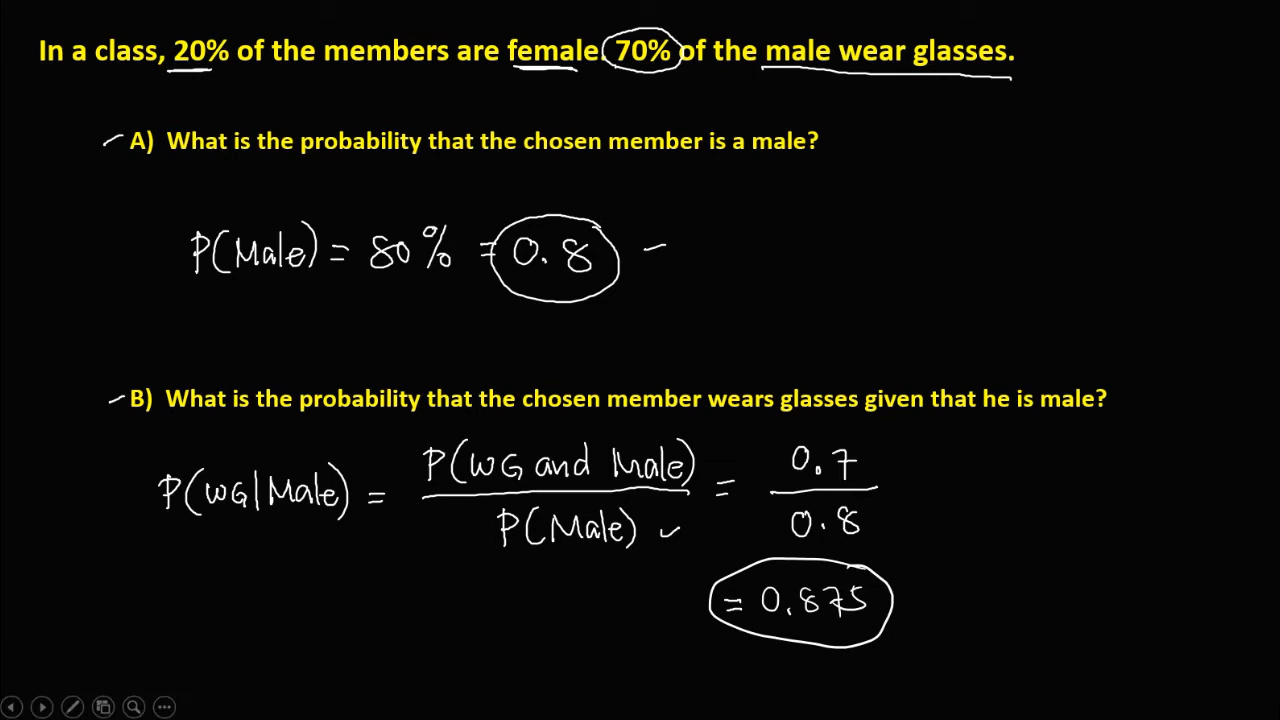 In a class, 20% of the members are female. 70% of the male wear glasses.
A) What is the probability that the chosen member is a male?
P(Male) = 80% = 0.8 -
B) What is the probability that the chosen member wears glasses given that he is male?
P(WG|Male) = P(WG and Male) / P(Male) = 0.7 / 0.8
= 0.875